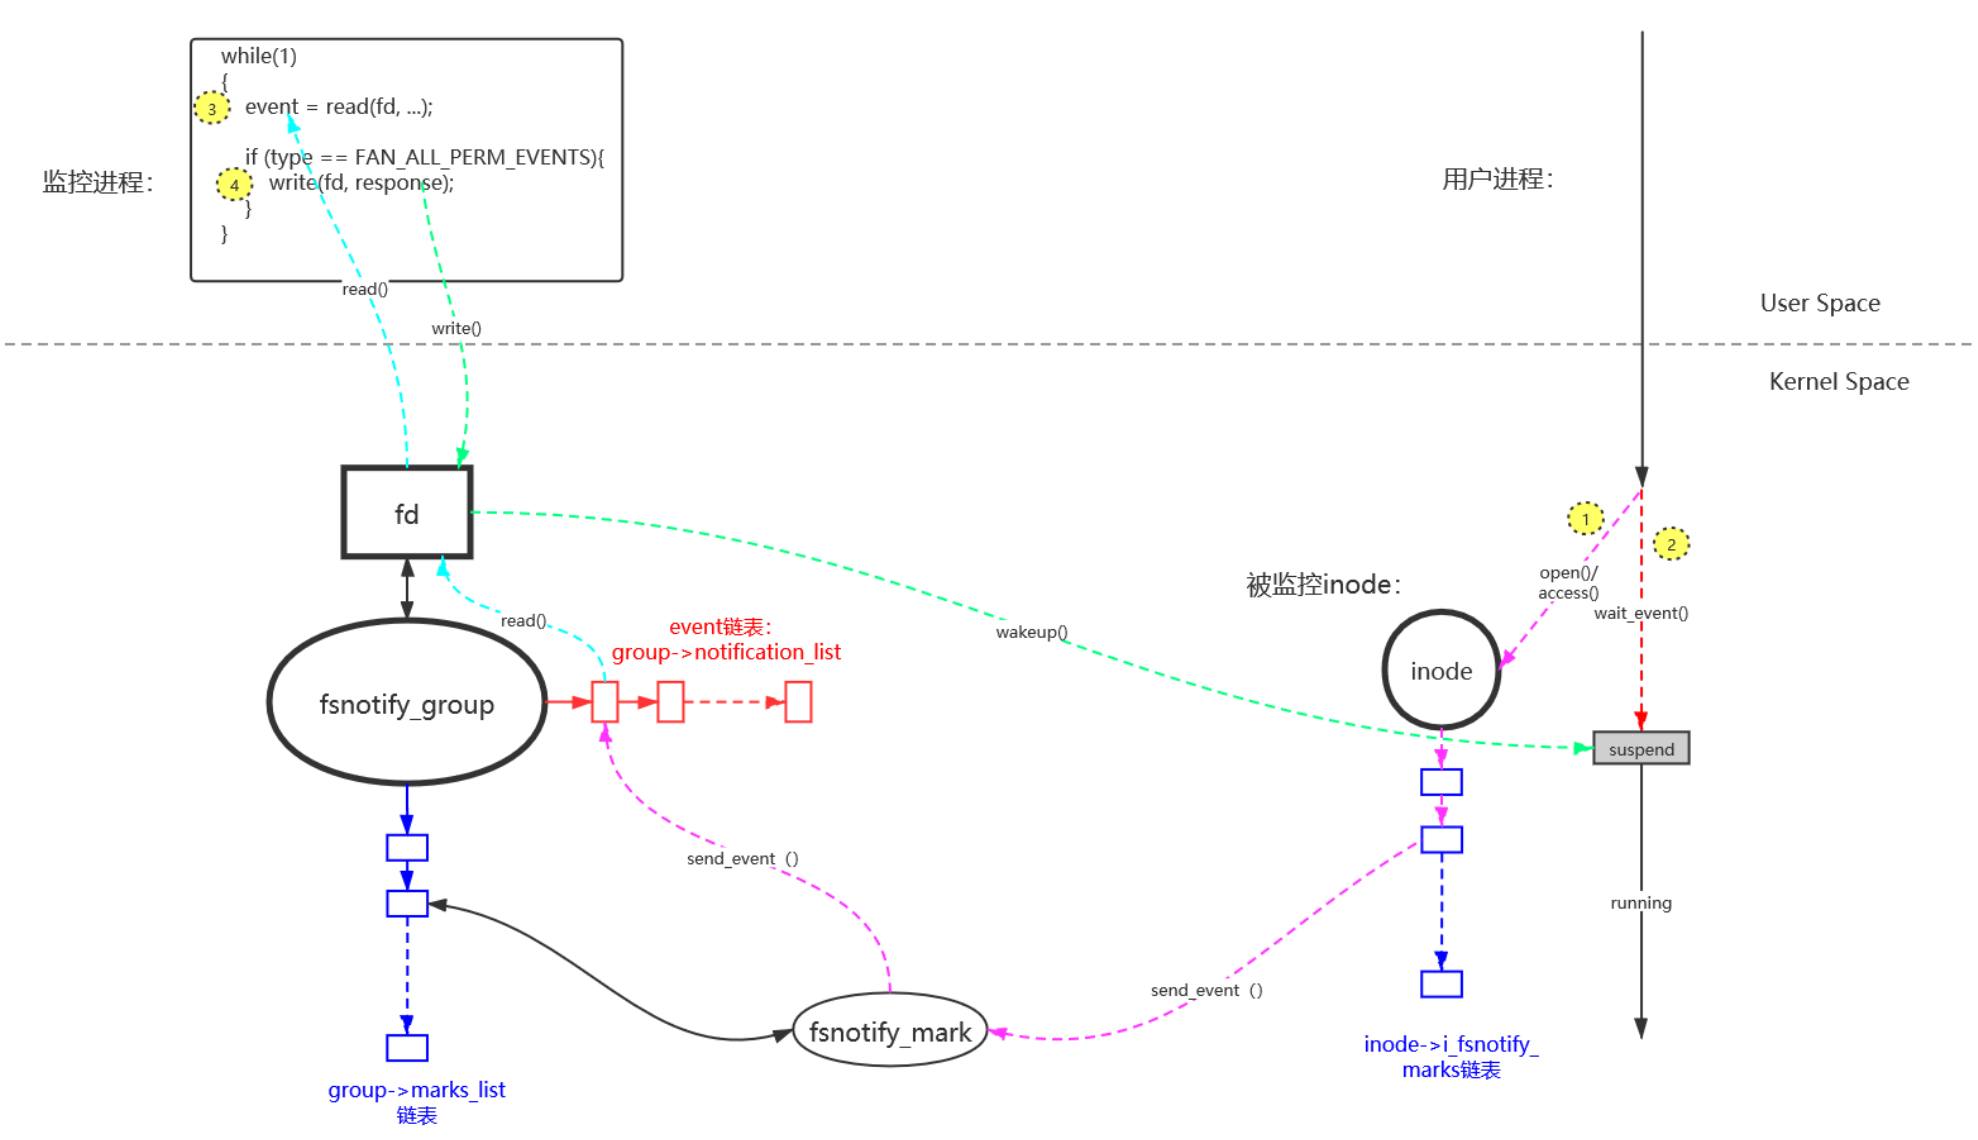 while(1)
{
3 event = read(fd, ...);
if (type == FAN_ALL_PERM_EVENTS){
监控进程：
4 write(fd, response);
}
}
用户进程：
read()
write()
User Space
Kernel Space
fd
1
2
open()/
access()
wait_event()
被监控inode：
read()
event链表：
group->notification_list
wakeup()
inode
fsnotify_group
suspend
send_event（）
running
send_event（）
fsnotify_mark
inode->i_fsnotify_
marks链表
group->marks_list
链表